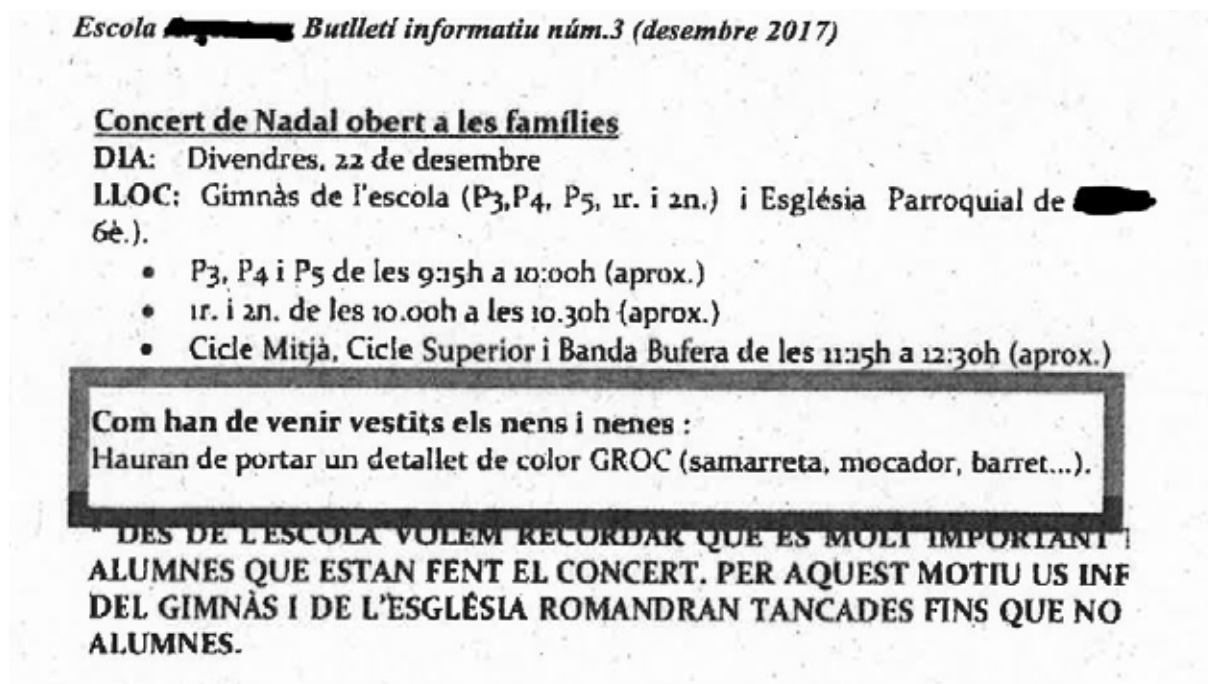 Escola Butlletí informatiu núm.3 (desembre 2017)
Concert de Nadal obert a les famílies
DIA: Divendres, 22 de desembre
LLOC: Gimnàs de l'escola (P3,P4, P5, 1r. i 2n.) i Església Parroquial de
6è.).
• P3, P4 i P5 de les 9:15h a 10:00h (aprox.)
• 1r. i 2n. de les 10.00h a les 10.30h (aprox.)
• Cicle Mitjà, Cicle Superior i Banda Bufera de les 11:15h a 12:30h (aprox.)
Com han de venir vestits els nens i nenes :
Hauran de portar un detallet de color GROC (samarreta, mocador, barret...).
* DES DE L'ESCOLA VOLEM RECORDAR QUE ÉS MOLT IMPORTANT
ALUMNES QUE ESTAN FENT EL CONCERT. PER AQUEST MOTIU US INF
DEL GIMNÀS I DE L'ESGLÉSIA ROMANDRAN TANCADES FINS QUE NO
ALUMNES.